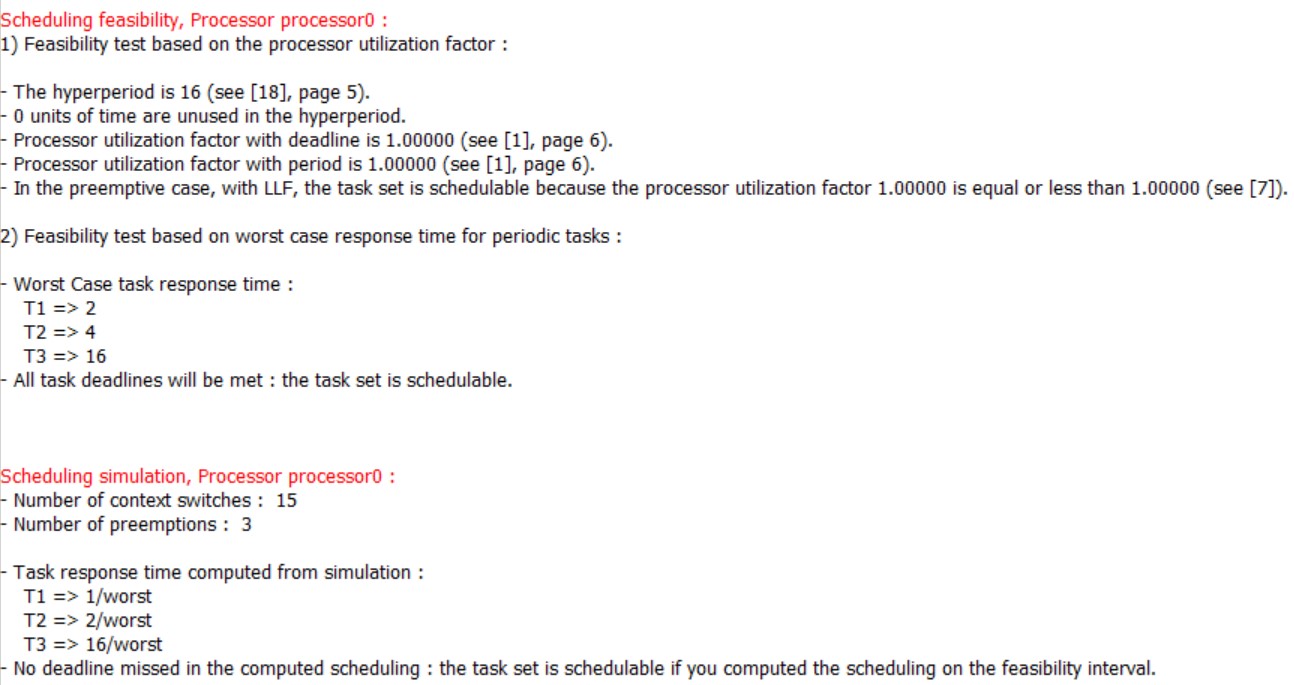 Scheduling feasibility, Processor processor0 :
1) Feasibility test based on the processor utilization factor :
- The hyperperiod is 16 (see [18], page 5).
- 0 units of time are unused in the hyperperiod.
- Processor utilization factor with deadline is 1.00000 (see [1], page 6).
- Processor utilization factor with period is 1.00000 (see [1], page 6).
- In the preemptive case, with LLF, the task set is schedulable because the processor utilization factor 1.00000 is equal or less than 1.00000 (see [7]).
2) Feasibility test based on worst case response time for periodic tasks :
- Worst Case task response time :
T1 => 2
T2 => 4
T3 => 16
- All task deadlines will be met : the task set is schedulable.
Scheduling simulation, Processor processor0 :
- Number of context switches :  15
- Number of preemptions :  3
- Task response time computed from simulation :
T1 => 1/worst
T2 => 2/worst
T3 => 16/worst
- No deadline missed in the computed scheduling : the task set is schedulable if you computed the scheduling on the feasibility interval.